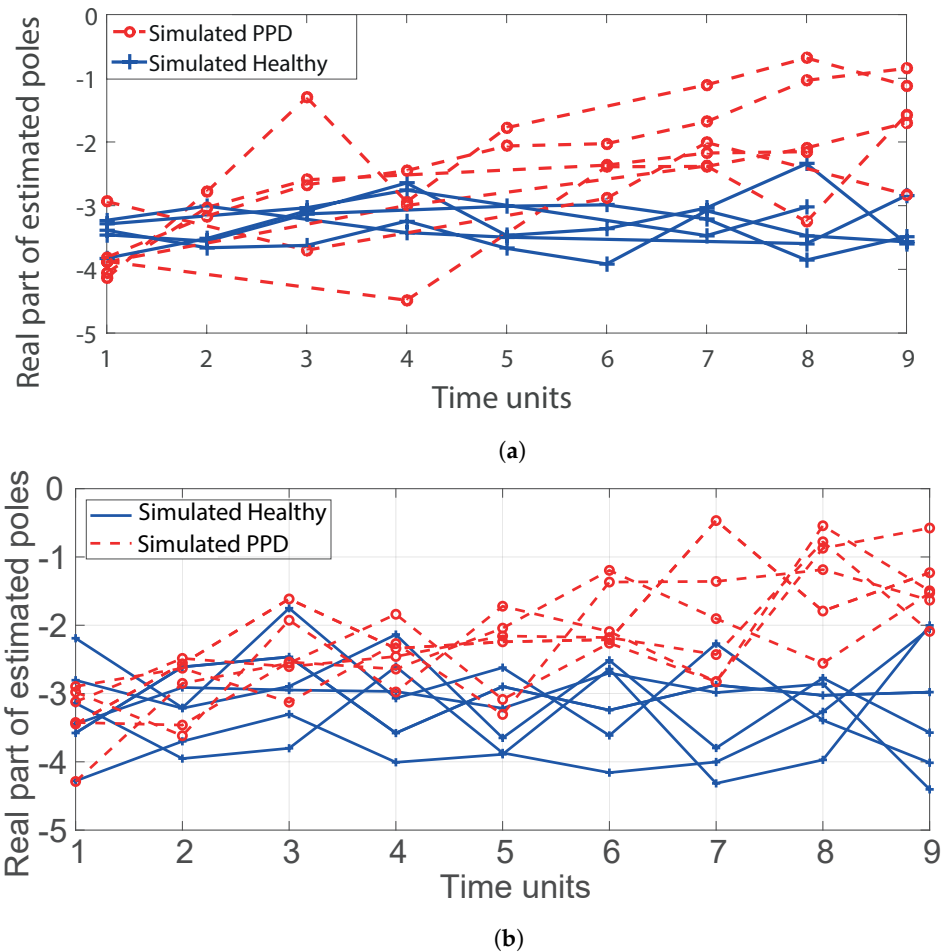 Real part of estimated poles
0
-1
-2
-3
-4
-5
Simulated PPD
Simulated Healthy
1 2 3 4 5 6 7 8 9
Time units
(a)
Real part of estimated poles
0
-1
-2
-3
-4
-5
Simulated Healthy
Simulated PPD
1 2 3 4 5 6 7 8 9
Time units
(b)